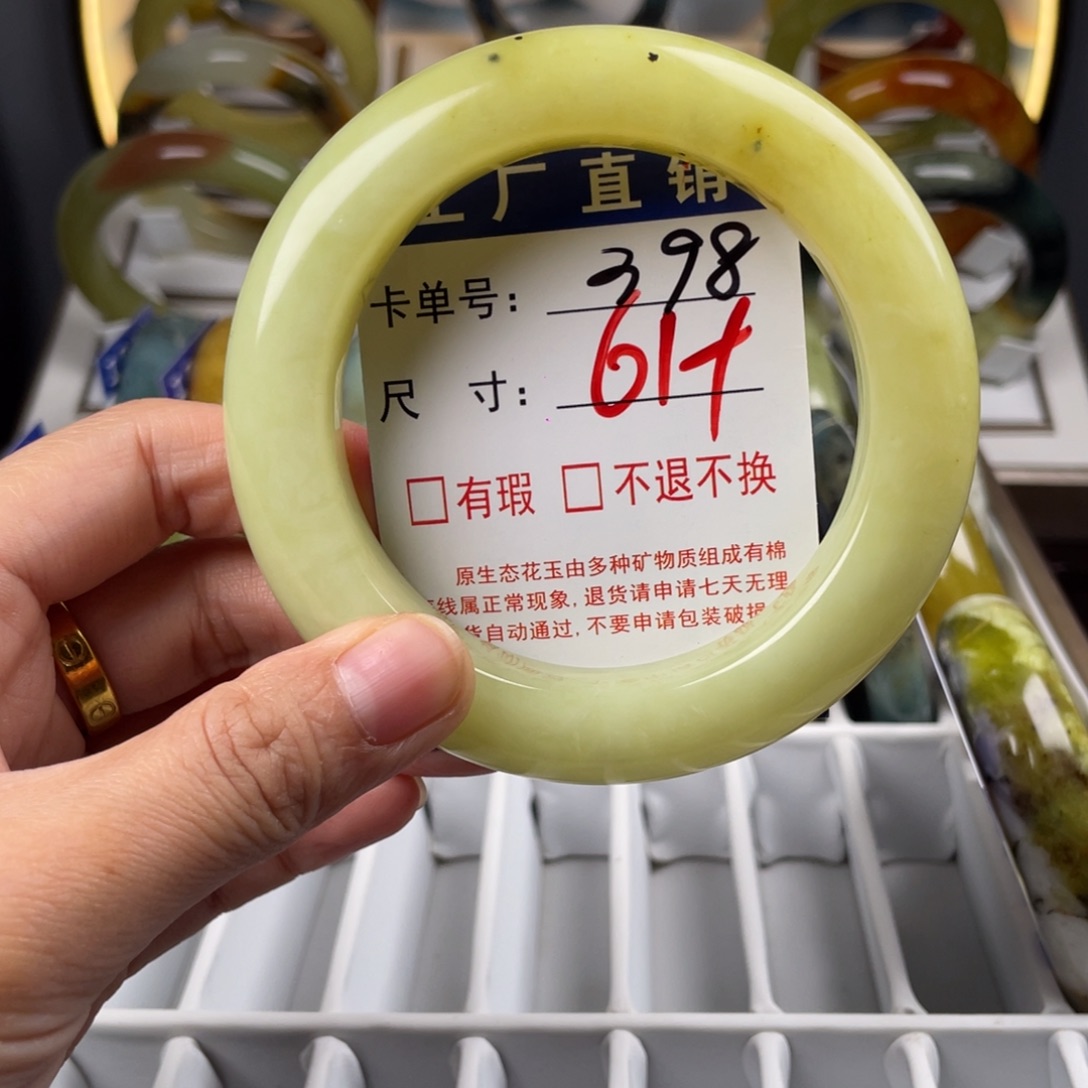 工厂直销
卡单号: 398
尺 寸: 61+
□有瑕 □不退不换
原生态花玉由多种矿物质组成有棉
线属正常现象,退货请申请七天无理
货自动通过,不要申请包装破损